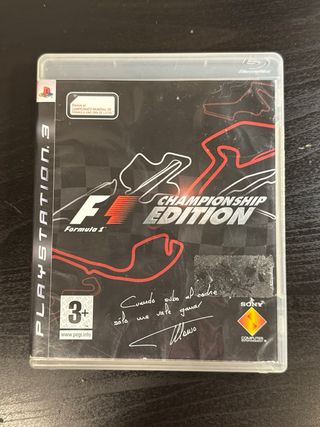 PLAYSTATION 3
F1
Formula 1
CHAMPIONSHIP
EDITION
Cuando subo al coche
sólo me vale ganar
3+
www.pegi.info
SONY
COMPUTER
ENTERTAINMENT